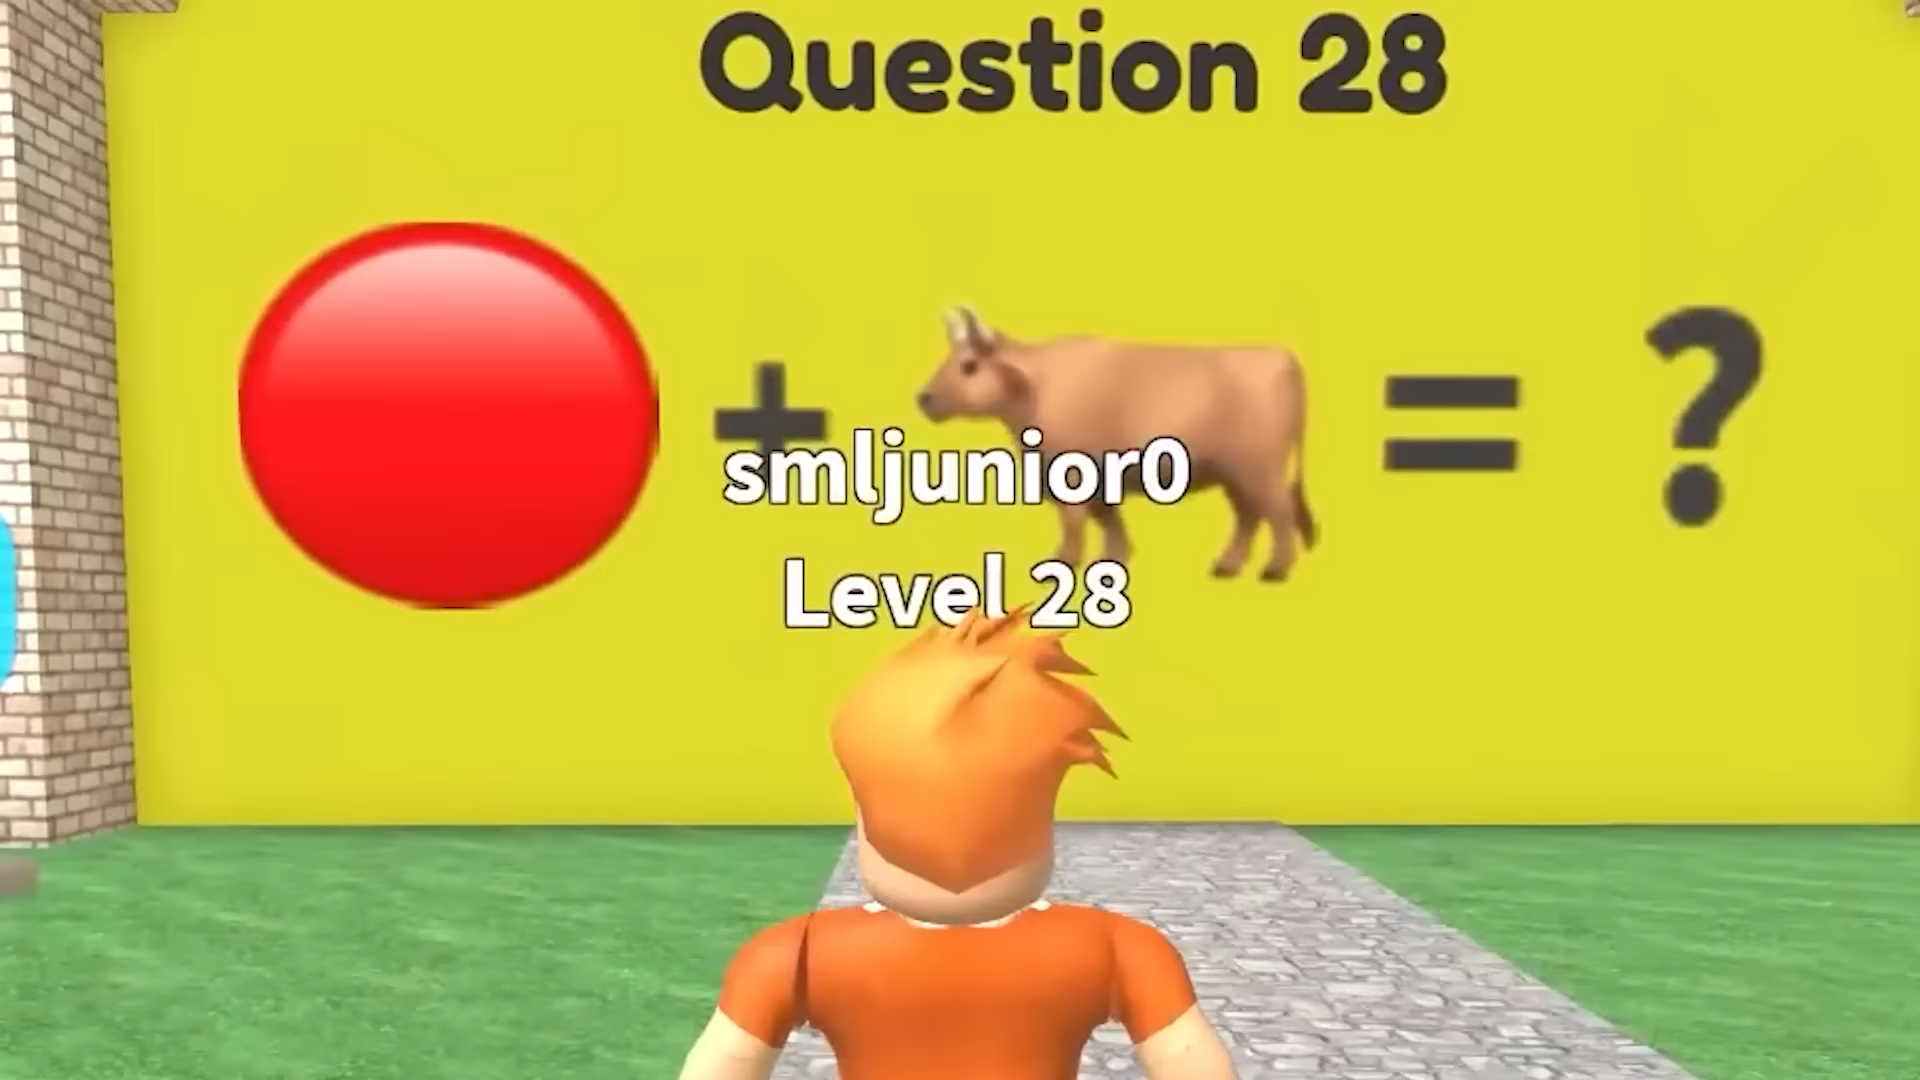 Question 28
+ = ?
smljunior0
Level 28